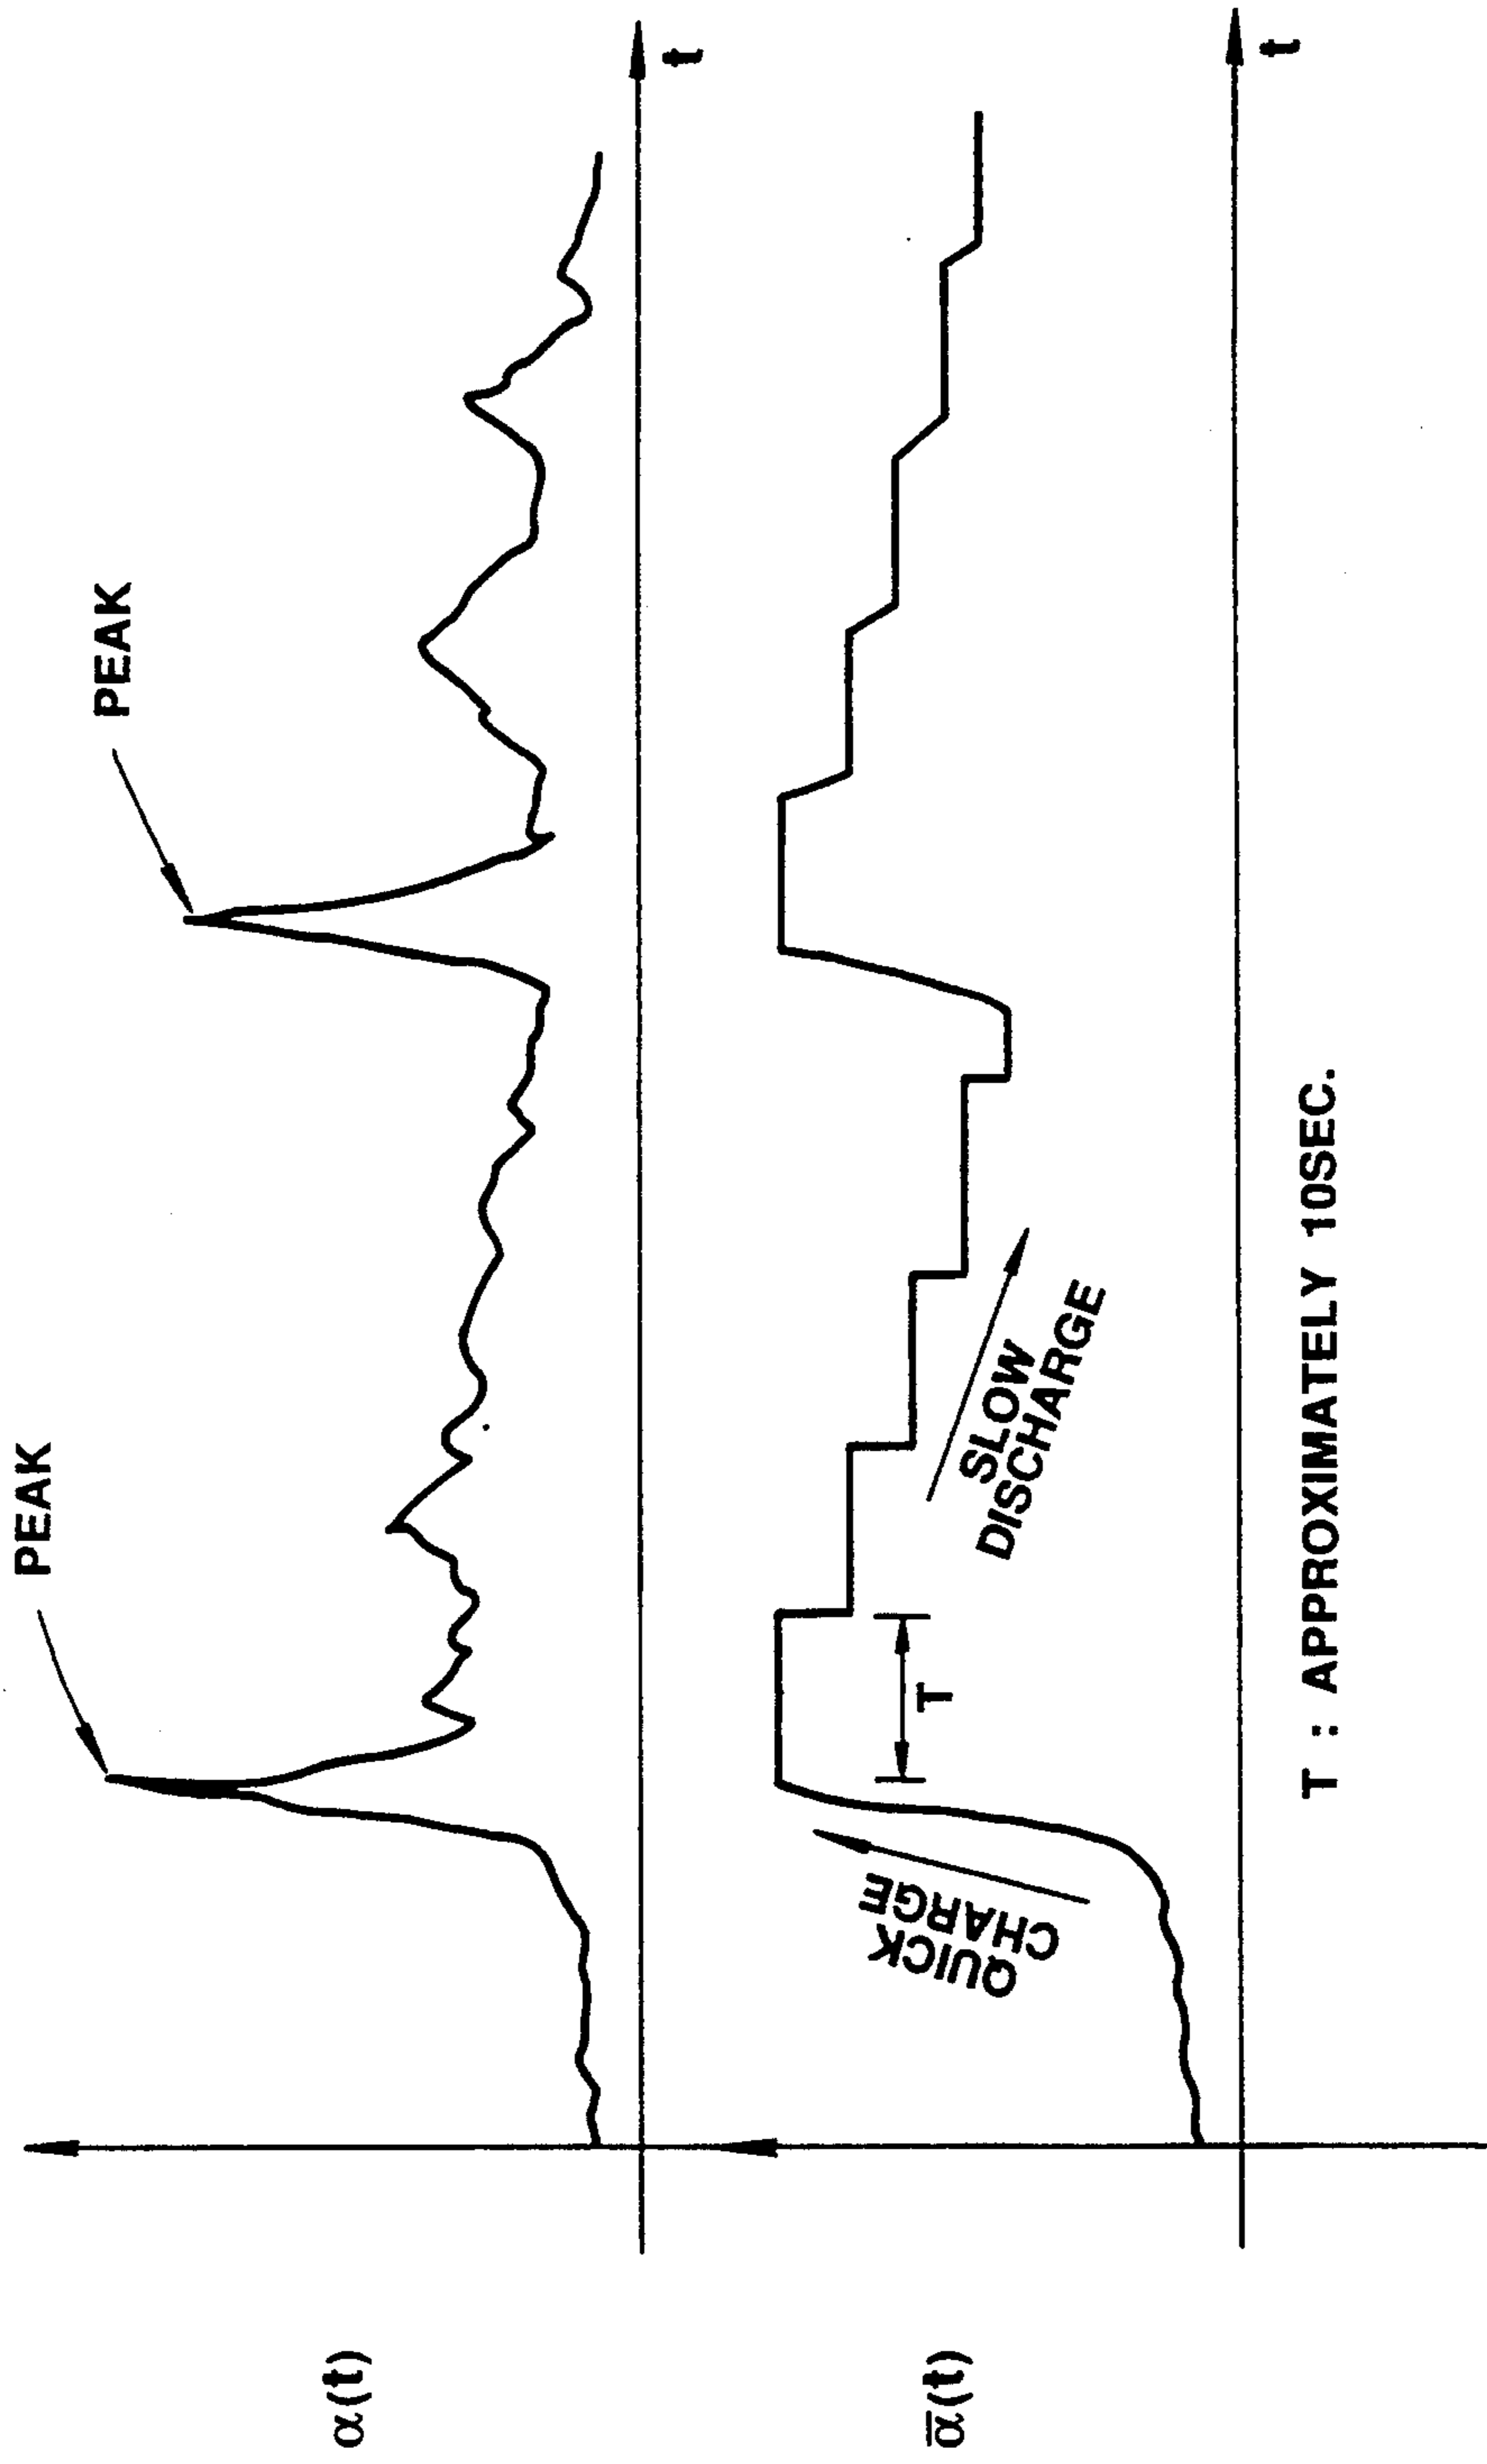 PEAK
PEAK
α(t)
t
QUICK
CHARGE
T
SLOW
DISCHARGE
ᾱ(t)
t
T : APPROXIMATELY 10SEC.